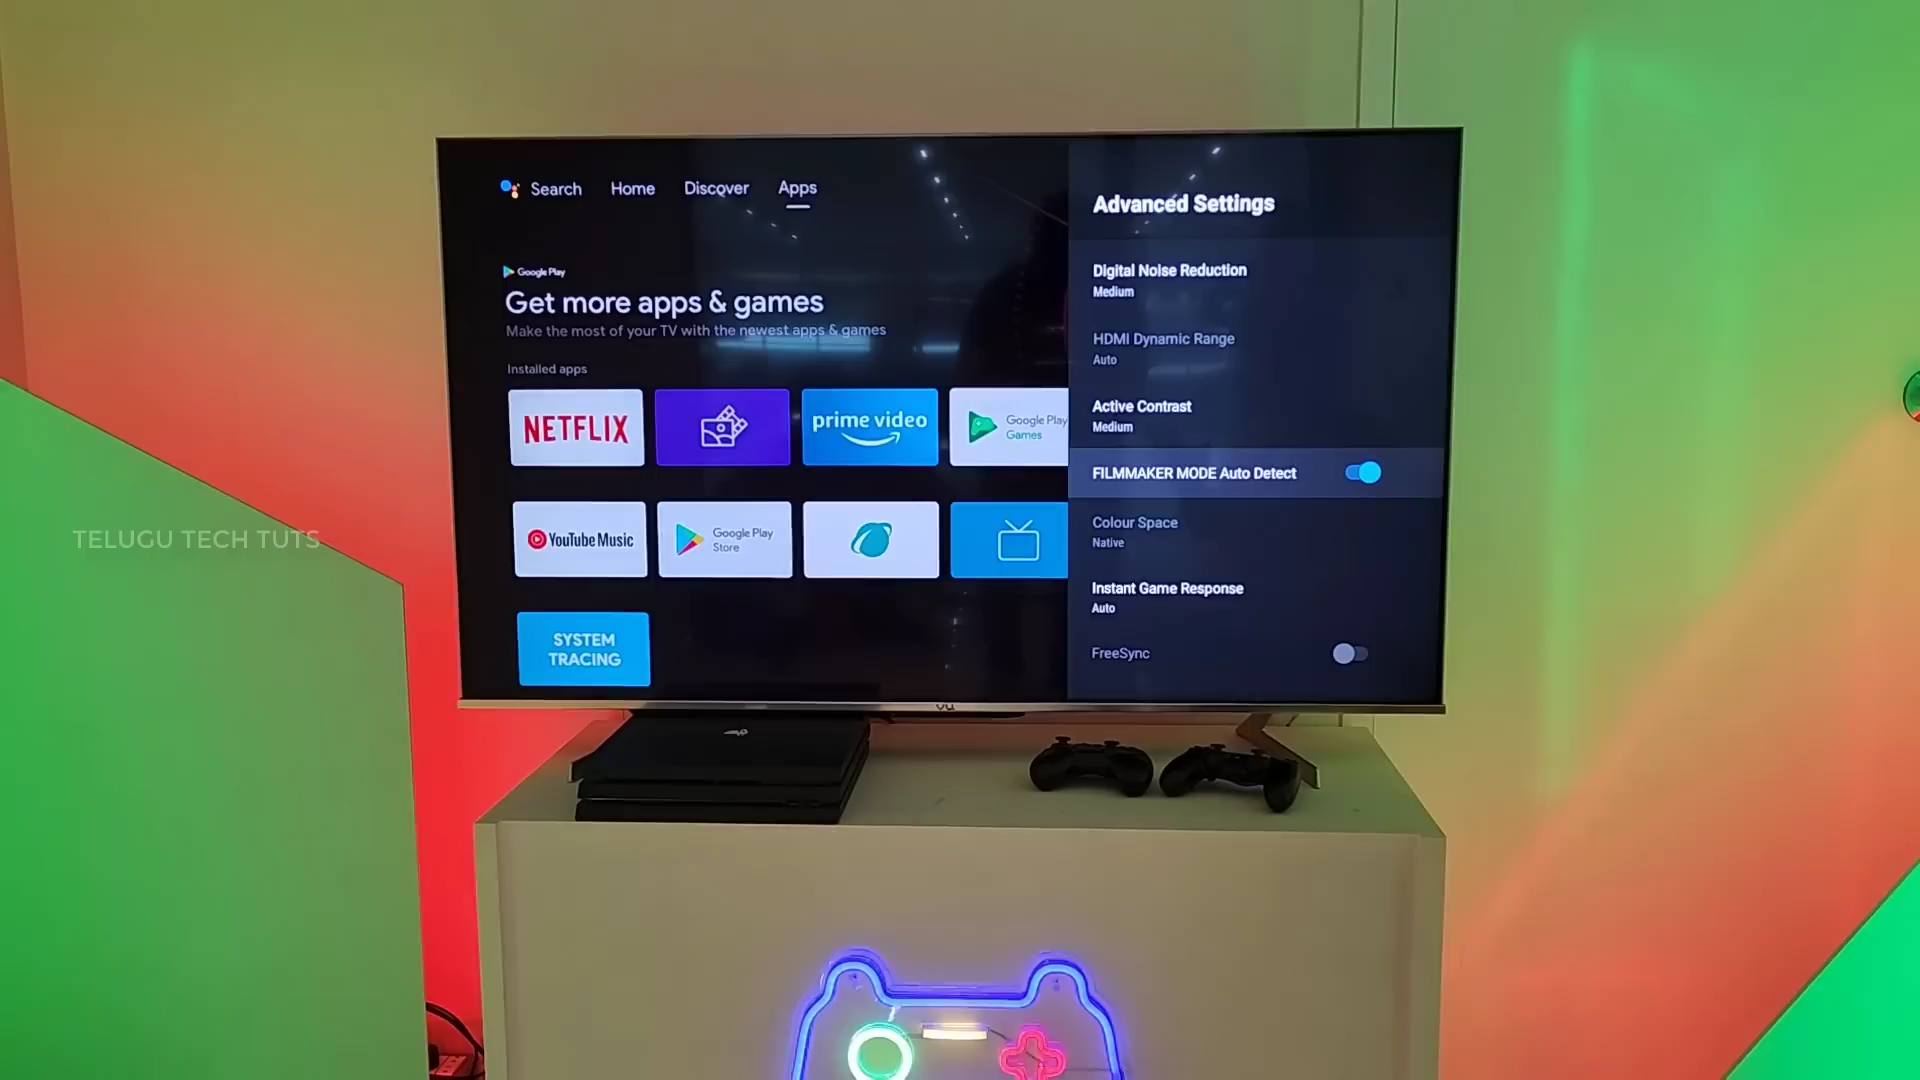 Search Home Discover Apps
Google Play
Get more apps & games
Make the most of your TV with the newest apps & games
Installed apps
NETFLIX
prime video
Google Play
Games
YouTube Music
Google Play
Store
SYSTEM
TRACING
Advanced Settings
Digital Noise Reduction
Medium
HDMI Dynamic Range
Auto
Active Contrast
Medium
FILMMAKER MODE Auto Detect
Colour Space
Native
Instant Game Response
Auto
FreeSync
vu
TELUGU TECH TUTS